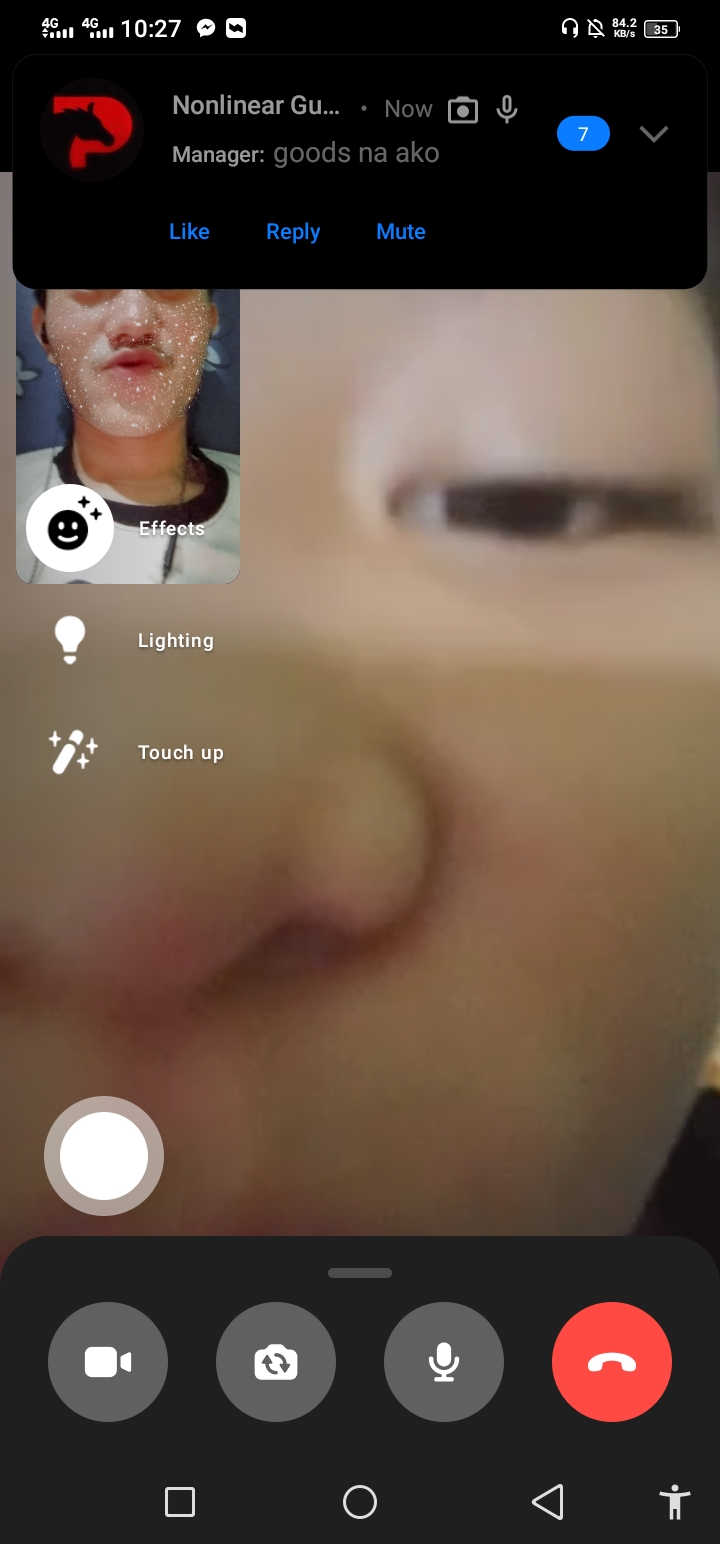 4G 4G 10:27 84.2 KB/s 35
Nonlinear Gu... • Now
Manager: goods na ako
7
Like Reply Mute
Effects
Lighting
Touch up